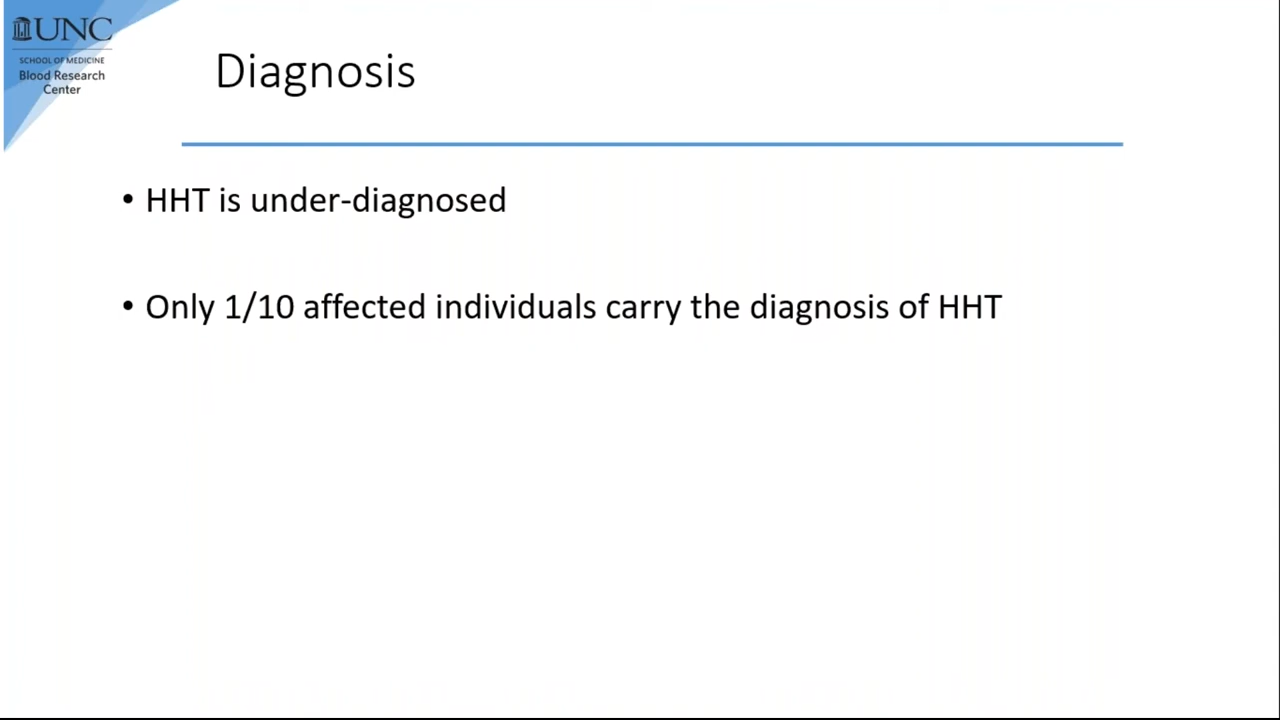 UNC
SCHOOL OF MEDICINE
Blood Research
Center
Diagnosis
• HHT is under-diagnosed
• Only 1/10 affected individuals carry the diagnosis of HHT